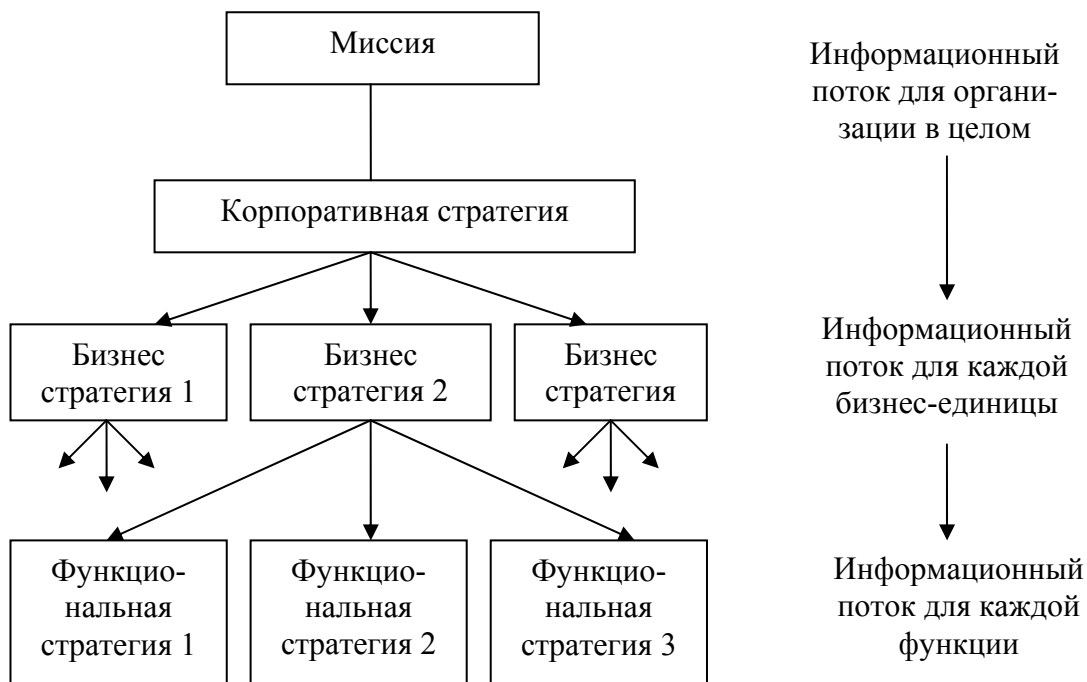 Миссия
Информационный
поток для органи-
зации в целом
Корпоративная стратегия
Бизнес
стратегия 1
Бизнес
стратегия 2
Бизнес
стратегия
Информационный
поток для каждой
бизнес-единицы
Функцио-
нальная
стратегия 1
Функцио-
нальная
стратегия 2
Функцио-
нальная
стратегия 3
Информационный
поток для каждой
функции